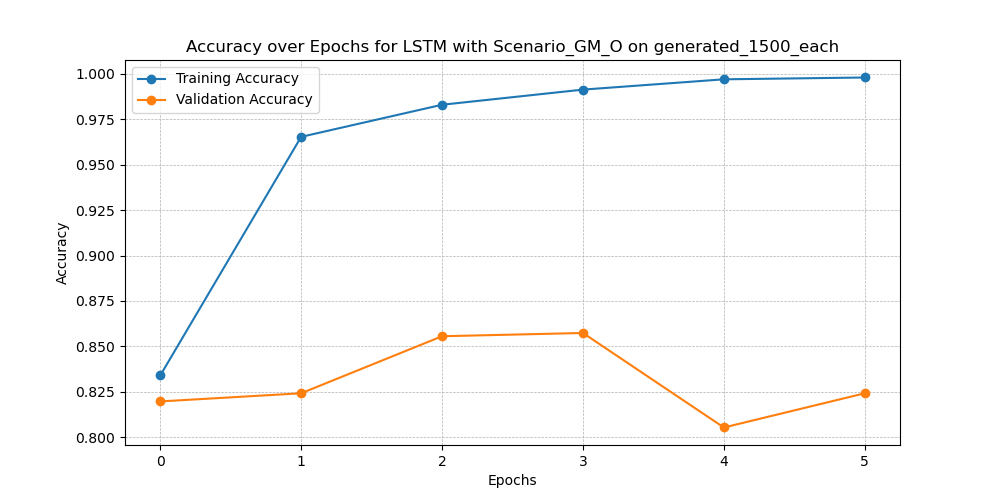 Accuracy over Epochs for LSTM with Scenario_GM_O on generated_1500_each
Training Accuracy
Validation Accuracy
1.000
0.975
0.950
0.925
0.900
0.875
0.850
0.825
0.800
Accuracy
0 1 2 3 4 5
Epochs